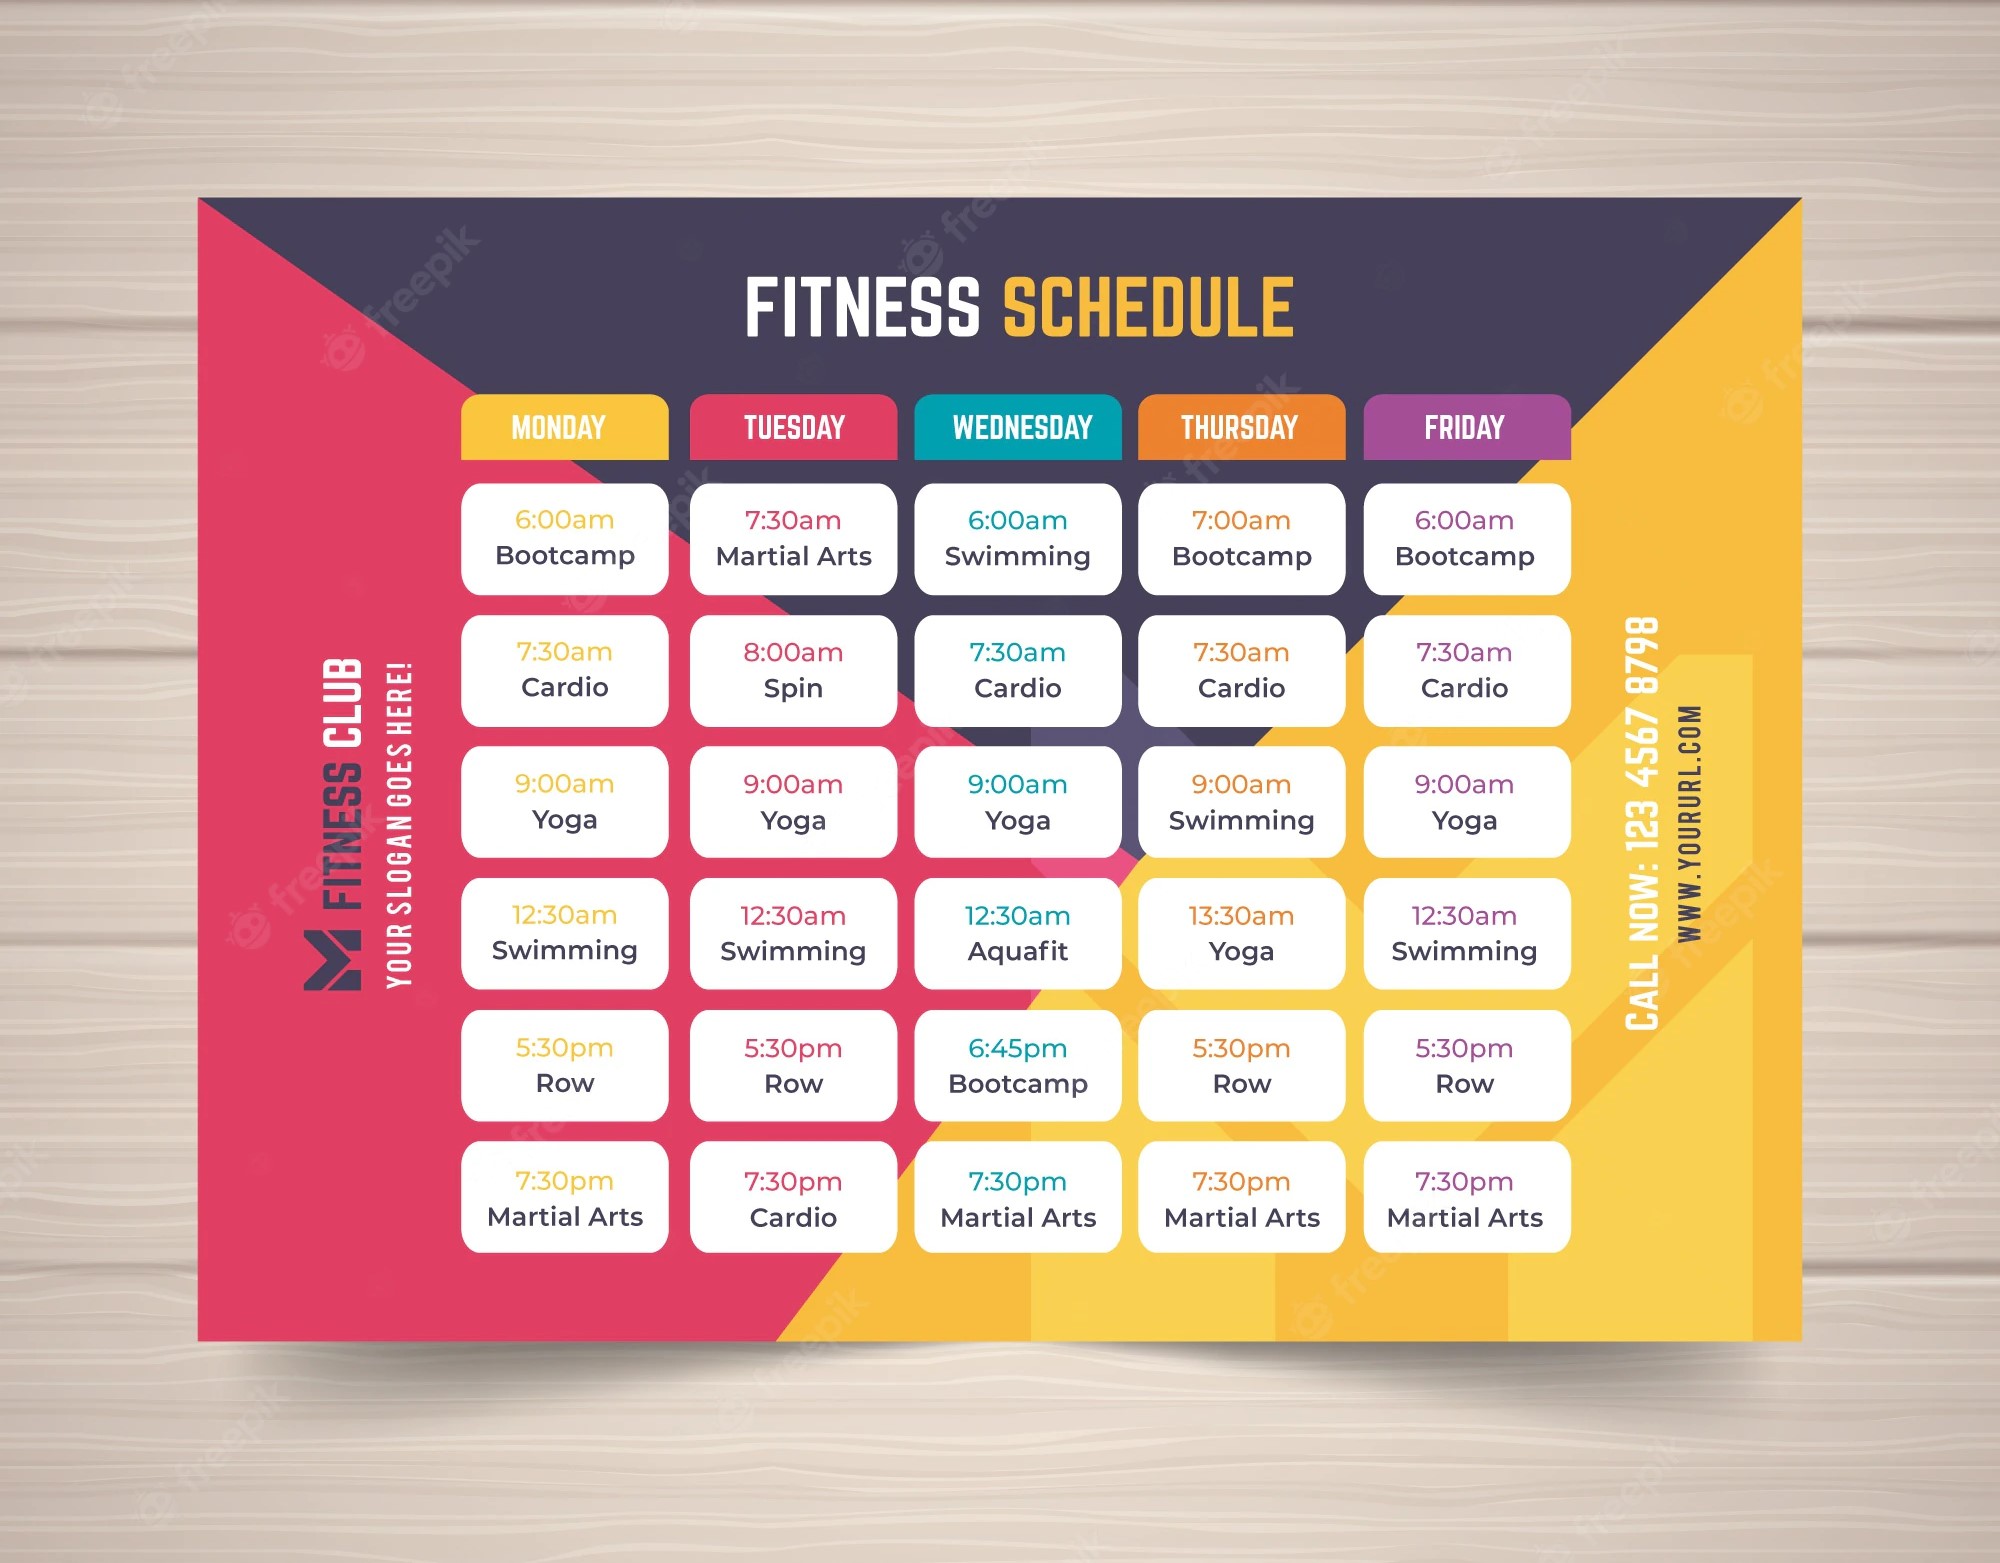 FITNESS SCHEDULE
MONDAY
6:00am
Bootcamp
7:30am
Cardio
9:00am
Yoga
12:30am
Swimming
5:30pm
Row
7:30pm
Martial Arts
TUESDAY
7:30am
Martial Arts
8:00am
Spin
9:00am
Yoga
12:30am
Swimming
5:30pm
Row
7:30pm
Cardio
WEDNESDAY
6:00am
Swimming
7:30am
Cardio
9:00am
Yoga
12:30am
Aquafit
6:45pm
Bootcamp
7:30pm
Martial Arts
THURSDAY
7:00am
Bootcamp
7:30am
Cardio
9:00am
Swimming
13:30am
Yoga
5:30pm
Row
7:30pm
Martial Arts
FRIDAY
6:00am
Bootcamp
7:30am
Cardio
9:00am
Yoga
12:30am
Swimming
5:30pm
Row
7:30pm
Martial Arts
FITNESS CLUB
YOUR SLOGAN GOES HERE!
CALL NOW: 123 4567 8798
WWW.YOURURL.COM
freepik